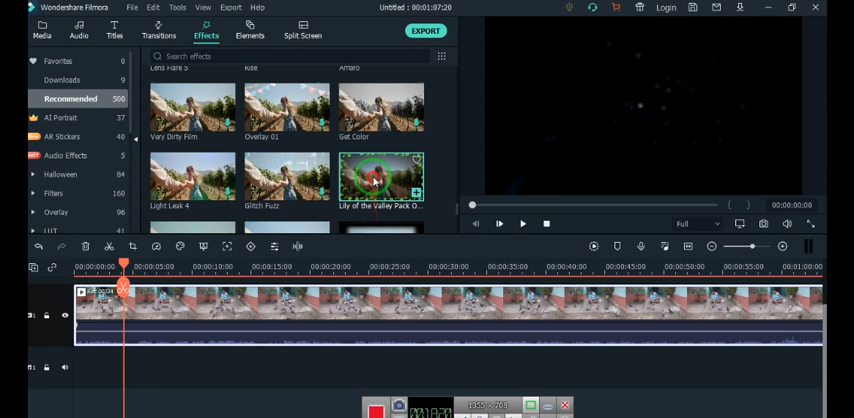 Wondershare Filmora File Edit Tools View Export Help Untitled : 00:01:07:20 Login
Media Audio Titles Transitions Effects Elements Split Screen EXPORT
Favorites 0
Downloads 9
Recommended 500
AI Portrait 37
AR Stickers 40
HOT Audio Effects 5
Halloween 84
Filters 160
Overlay 96
LUT 41
Search effects
Lens Flare 5 Rise Amaro
Very Dirty Film Overlay 01 Get Color
Light Leak 4 Glitch Fuzz Lily of the Valley Pack O...
00:00:00:00
Full
00:00:00:00 00:00:05:00 00:00:10:00 00:00:15:00 00:00:20:00 00:00:25:00 00:00:30:00 00:00:35:00 00:00:40:00 00:00:45:00 00:00:50:00 00:00:55:00 00:01:00:00
1355 × 708